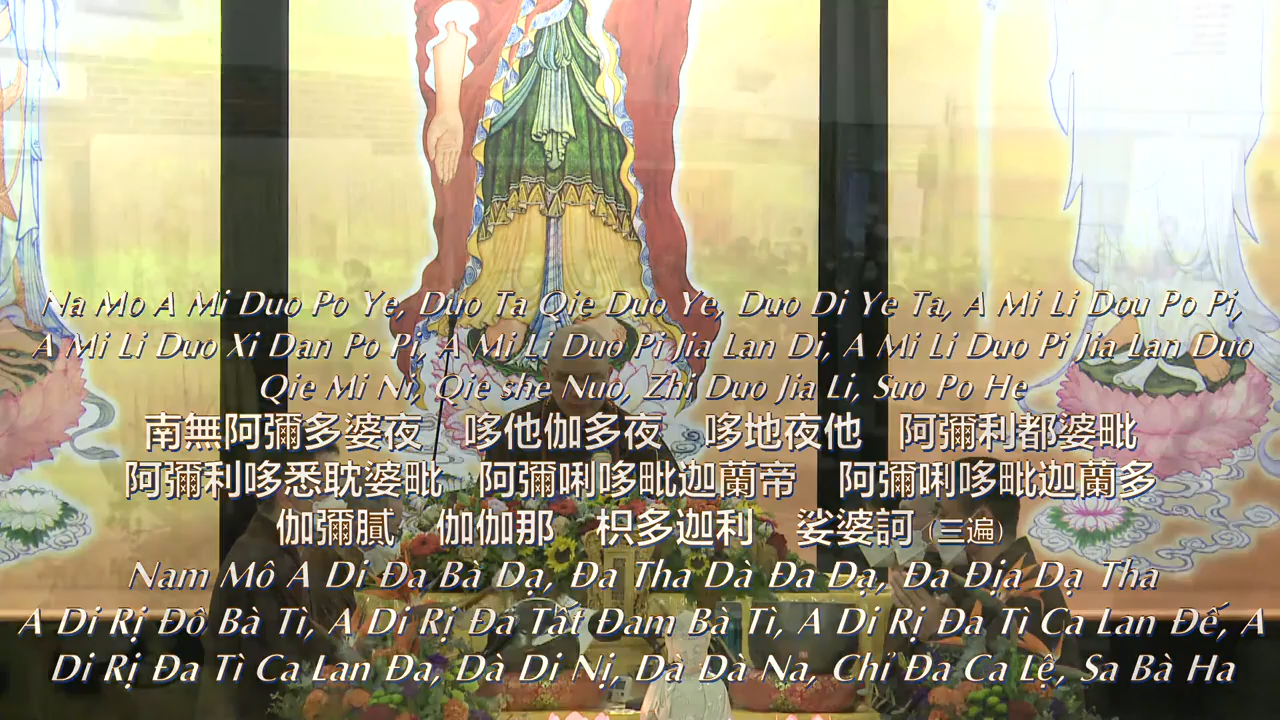 Na Mo A Mi Duo Po Ye, Duo Ta Qie Duo Ye, Duo Di Ye Ta, A Mi Li Dou Po Pi,
A Mi Li Duo Xi Dan Po Pi, A Mi Li Duo Pi Jia Lan Di, A Mi Li Duo Pi Jia Lan Duo
Qie Mi Ni, Qie she Nuo, Zhi Duo Jia Li, Suo Po He
南無阿彌多婆夜 哆他伽多夜 哆地夜他 阿彌利都婆毗
阿彌利哆悉耽婆毗 阿彌唎哆毗迦蘭帝 阿彌唎哆毗迦蘭多
伽彌膩 伽伽那 枳多迦利 娑婆訶 (三遍)
Nam Mô A Di Đa Bà Dạ, Đa Tha Dà Đa Dạ, Đa Địa Dạ Tha
A Di Rị Đô Bà Tì, A Di Rị Đa Tất Đam Bà Tì, A Di Rị Đa Tì Ca Lan Đế, A
Di Rị Đa Tì Ca Lan Đa, Dà Di Nị, Dà Dà Na, Chỉ Đa Ca Lệ, Sa Bà Ha